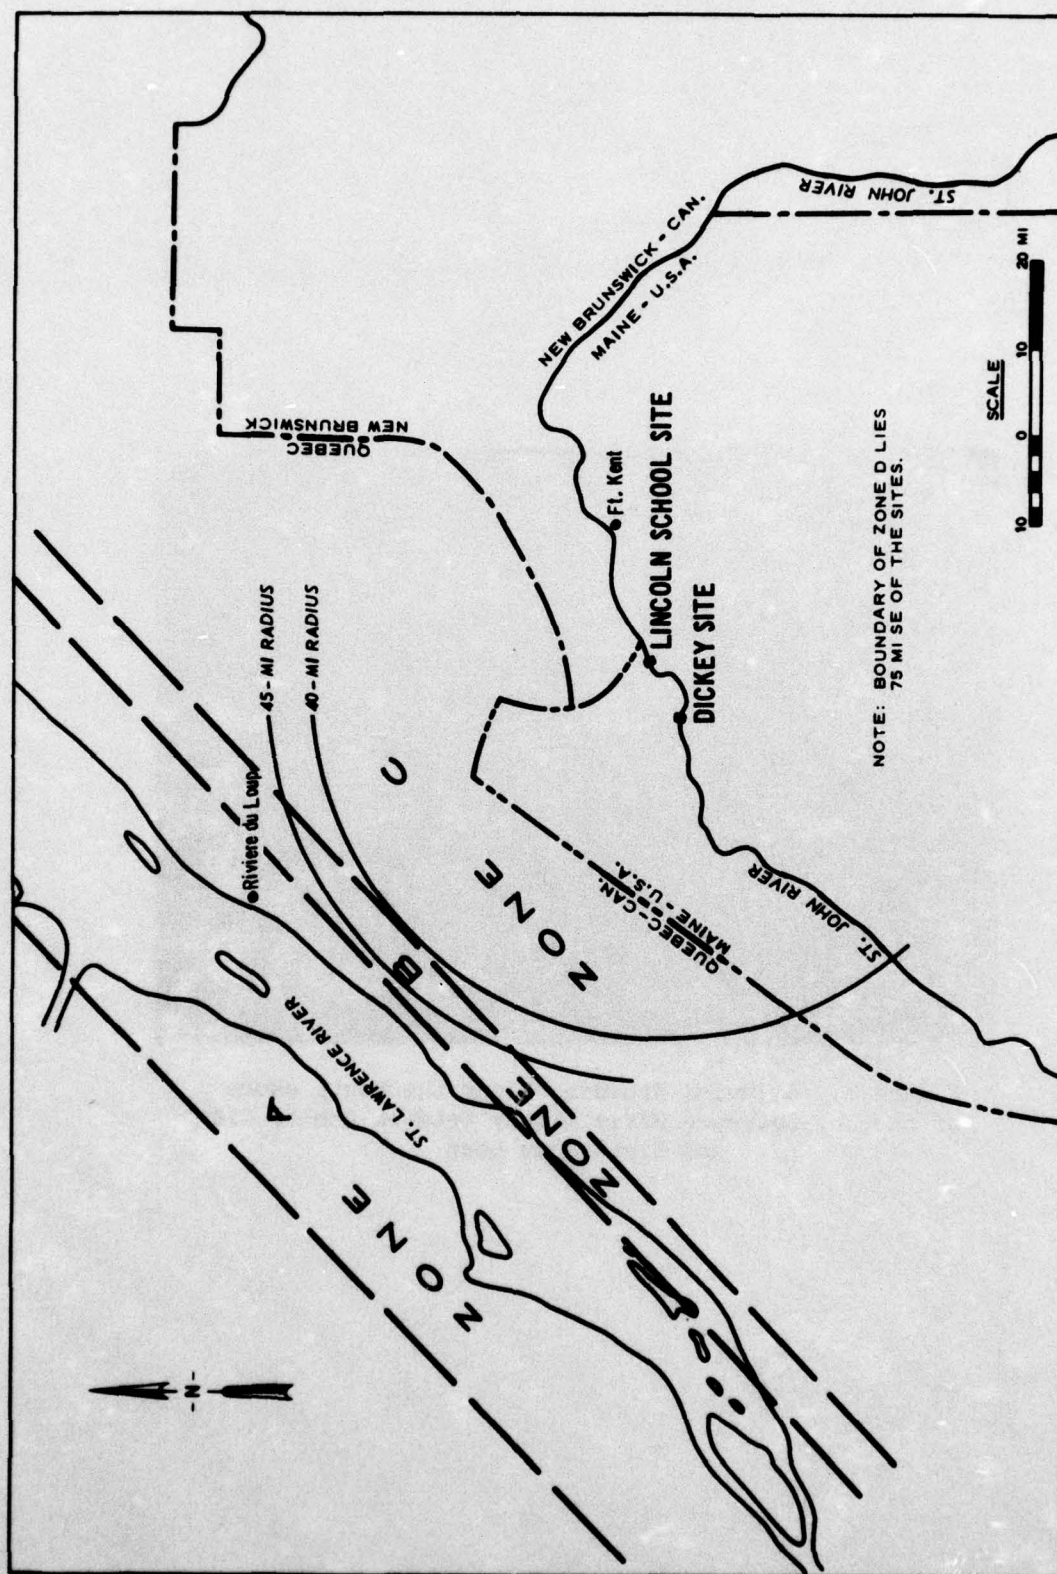 ZONE A
ST. LAWRENCE RIVER
Riviere du Loup
ZONE B
45-MI RADIUS
40-MI RADIUS
ZONE C
QUEBEC
NEW BRUNSWICK
QUEBEC-CAN.
MAINE-U.S.A.
NEW BRUNSWICK-CAN.
MAINE-U.S.A.
Ft. Kent
LINCOLN SCHOOL SITE
DICKEY SITE
ST. JOHN RIVER
ST. JOHN RIVER
-N-
NOTE: BOUNDARY OF ZONE D LIES
75 MI SE OF THE SITES.
SCALE
10 0 10 20 MI